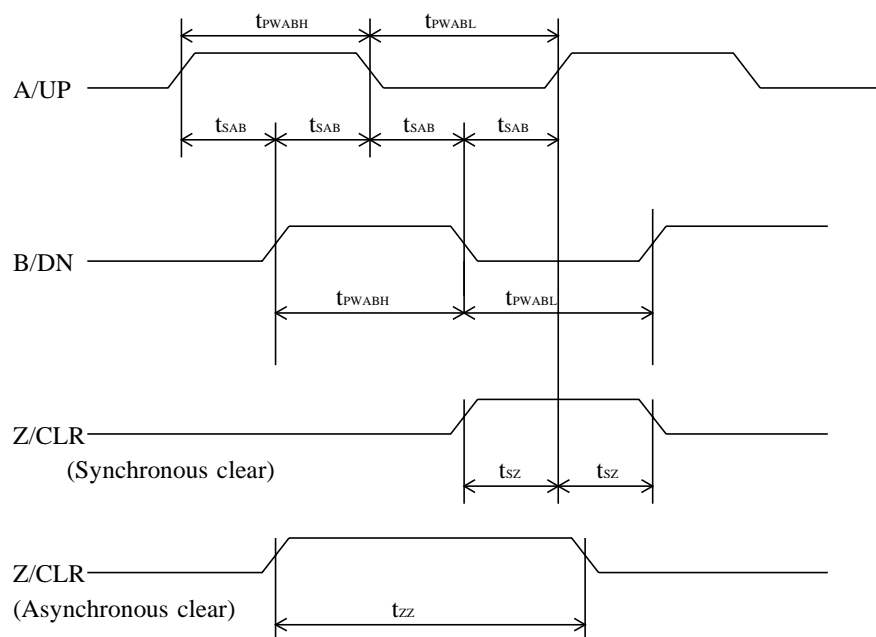 tPWABH tPWABL
A/UP
tSAB tSAB tSAB tSAB
B/DN
tPWABH tPWABL
Z/CLR
(Synchronous clear)
tSZ tSZ
Z/CLR
(Asynchronous clear)
tZZ